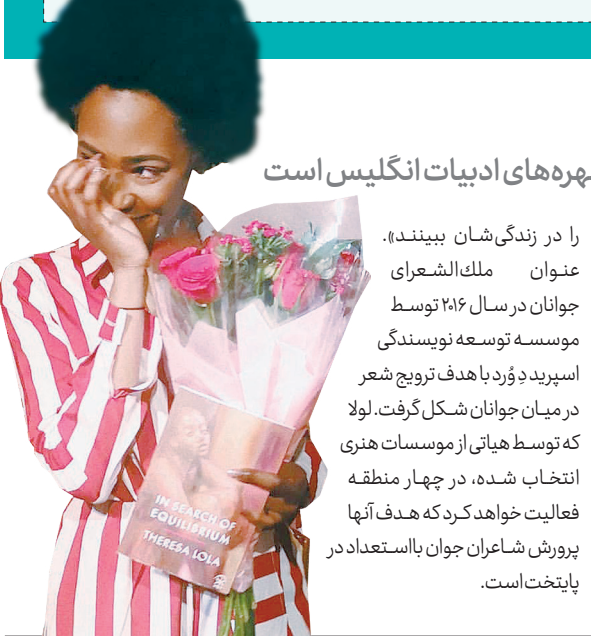 چهره‌های ادبیات انگلیس است
را در زندگی‌شان ببینند».
عنوان ملك‌الشعرای
جوانان در سال ۲۰۱۶ توسط
موسسه توسعه نویسندگی
اسپرید دِ وُرد با هدف ترویج شعر
در میان جوانان شکل گرفت. لولا
که توسط هیاتی از موسسات هنری
انتخاب شده، در چهار منطقه
فعالیت خواهد کرد که هدف آنها
پرورش شاعران جوان بااستعداد در
پایتخت است.
IN SEARCH OF
EQUILIBRIUM
THERESA LOLA